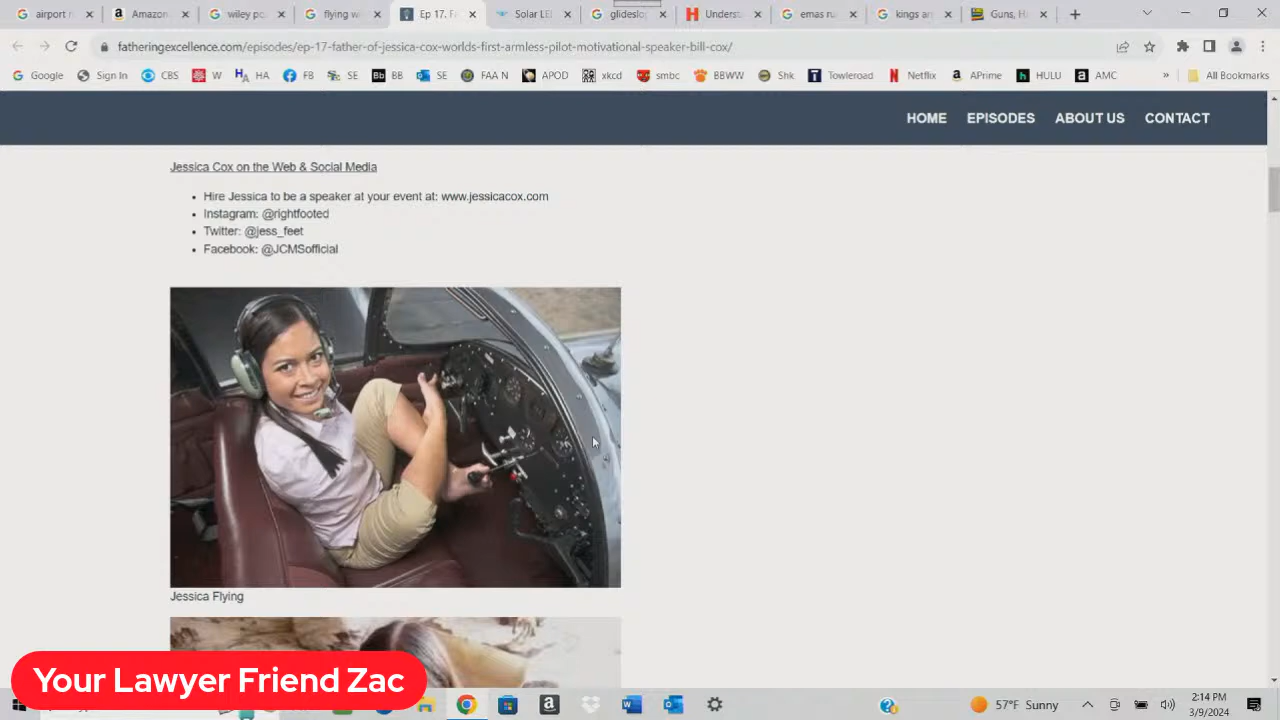 airport r
Amazon.
wiley po
flying w
Ep 17. Fa
Solar LE
glideslop
Underst
emas ru
kings an
Guns, H
fatheringexcellence.com/episodes/ep-17-father-of-jessica-cox-worlds-first-armless-pilot-motivational-speaker-bill-cox/
Google Sign In CBS W HA FB SE BB SE FAA N APOD xkcd smbc BBWW Shk Towleroad Netflix APrime HULU AMC » All Bookmarks
HOME EPISODES ABOUT US CONTACT
Jessica Cox on the Web & Social Media
• Hire Jessica to be a speaker at your event at: www.jessicacox.com
• Instagram: @rightfooted
• Twitter: @jess_feet
• Facebook: @JCMSofficial
Jessica Flying
Your Lawyer Friend Zac
57°F Sunny
2:14 PM
3/9/2024